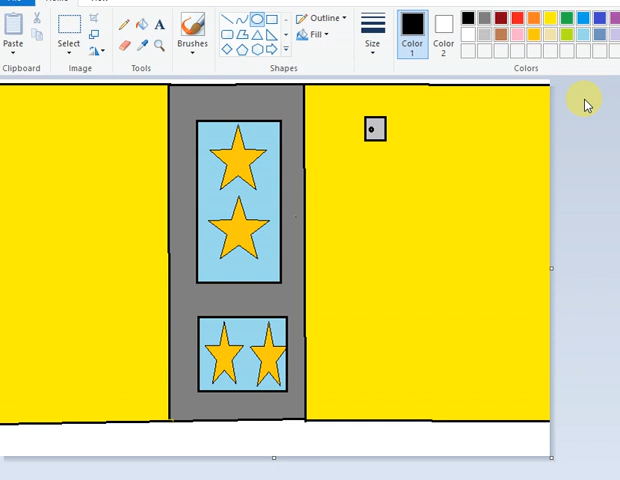 Paste
Select
Brushes
Outline
Fill
Size
Color
1
Color
2
Clipboard
Image
Tools
Shapes
Colors